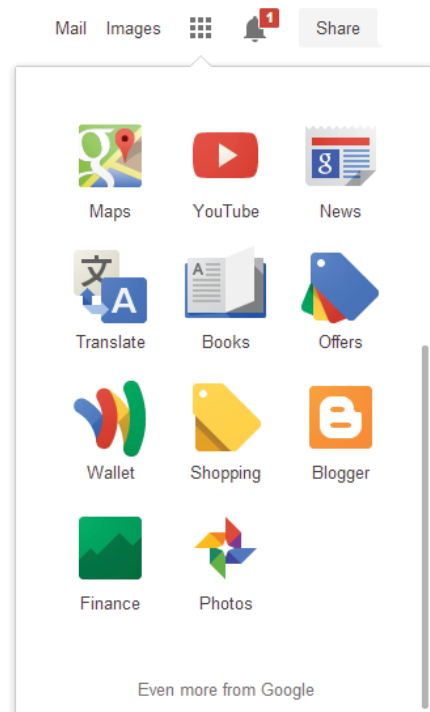 Mail Images 1 Share
Maps YouTube News
文 A A
Translate Books Offers
Wallet Shopping Blogger
Finance Photos
Even more from Google